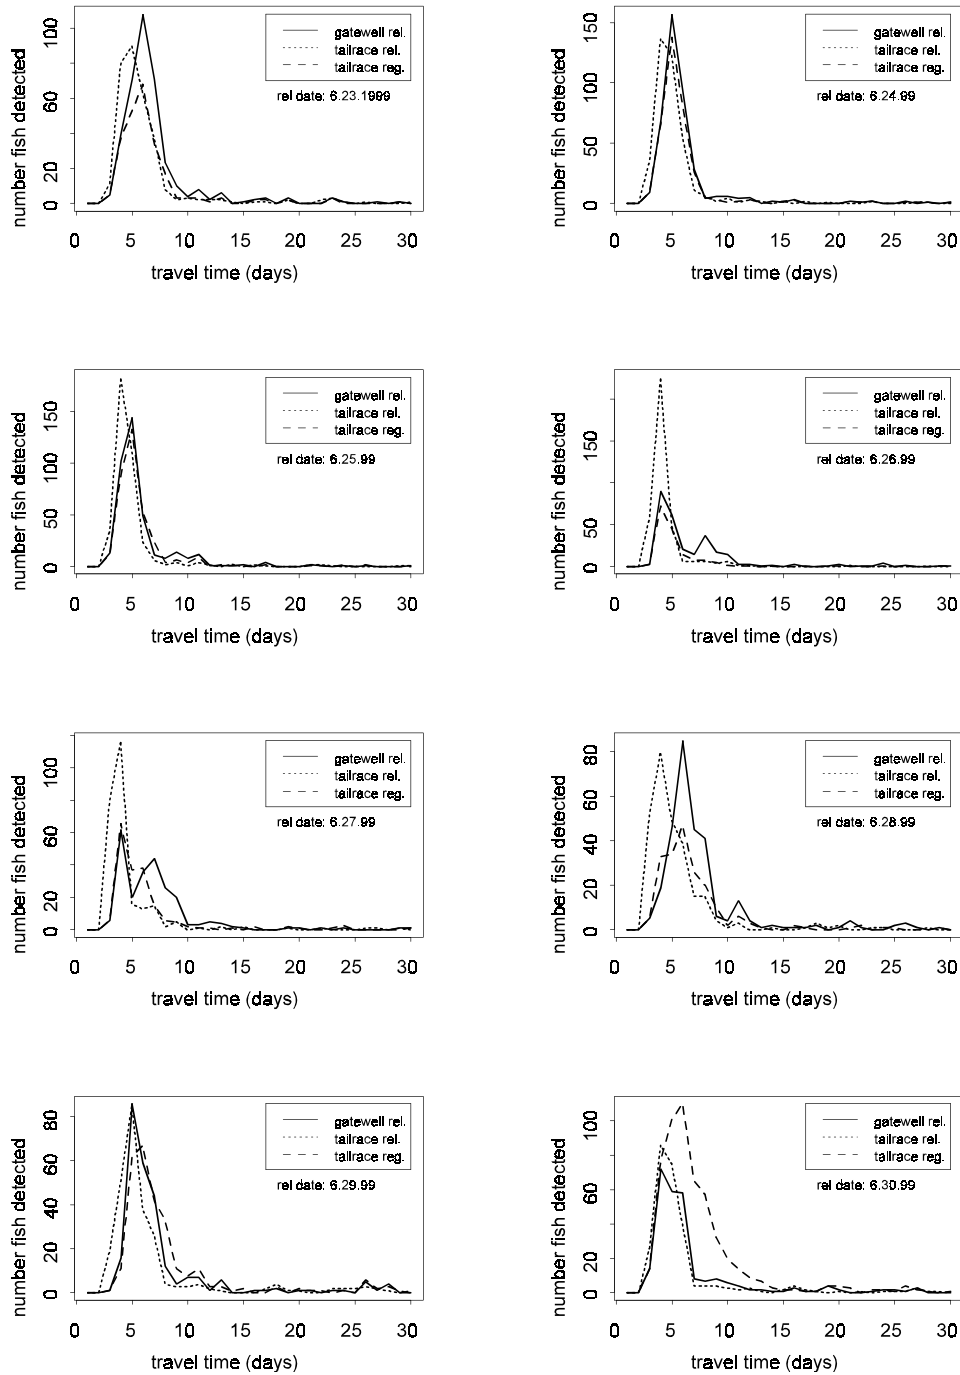 number fish detected
0
20
60
100
gatewell rel.
tailrace rel.
tailrace reg.
rel date: 6.23.1999
0 5 10 15 20 25 30
travel time (days)
number fish detected
0
50
100
150
gatewell rel.
tailrace rel.
tailrace reg.
rel date: 6.24.99
0 5 10 15 20 25 30
travel time (days)
number fish detected
0
50
100
150
gatewell rel.
tailrace rel.
tailrace reg.
rel date: 6.25.99
0 5 10 15 20 25 30
travel time (days)
number fish detected
0
50
150
gatewell rel.
tailrace rel.
tailrace reg.
rel date: 6.26.99
0 5 10 15 20 25 30
travel time (days)
number fish detected
0
20
60
100
gatewell rel.
tailrace rel.
tailrace reg.
rel date: 6.27.99
0 5 10 15 20 25 30
travel time (days)
number fish detected
0
20
40
60
80
gatewell rel.
tailrace rel.
tailrace reg.
rel date: 6.28.99
0 5 10 15 20 25 30
travel time (days)
number fish detected
0
20
40
60
80
gatewell rel.
tailrace rel.
tailrace reg.
rel date: 6.29.99
0 5 10 15 20 25 30
travel time (days)
number fish detected
0
20
60
100
gatewell rel.
tailrace rel.
tailrace reg.
rel date: 6.30.99
0 5 10 15 20 25 30
travel time (days)